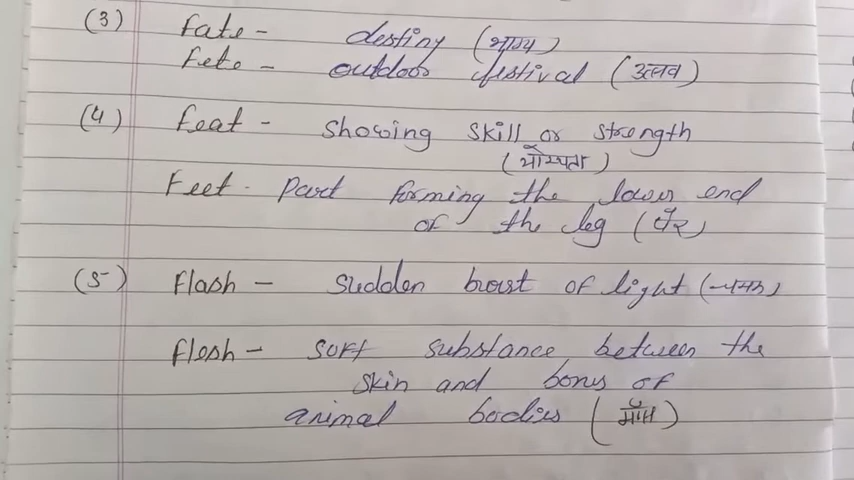 (3) Fate - destiny (भाग्य)
Fete - outdoor festival (उत्सव)
(4) Feat - showing skill or strength
(योग्यता)
Feet - part forming the lower end
of the leg (पैर)
(5) Flash - sudden burst of light (चमक)
Flesh - soft substance between the
skin and bones of
animal bodies (माँस)